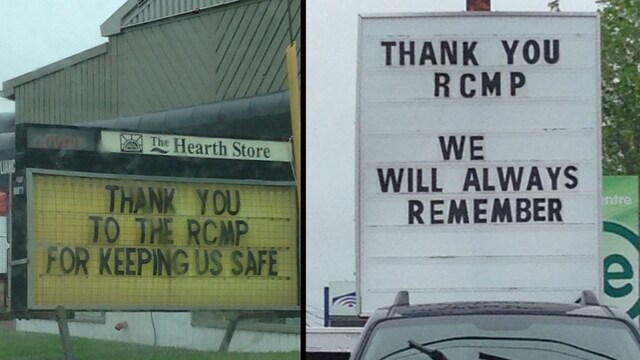 The Hearth Store
THANK YOU
TO THE RCMP
FOR KEEPING US SAFE
THANK YOU
RCMP
WE
WILL ALWAYS
REMEMBER
entre
e